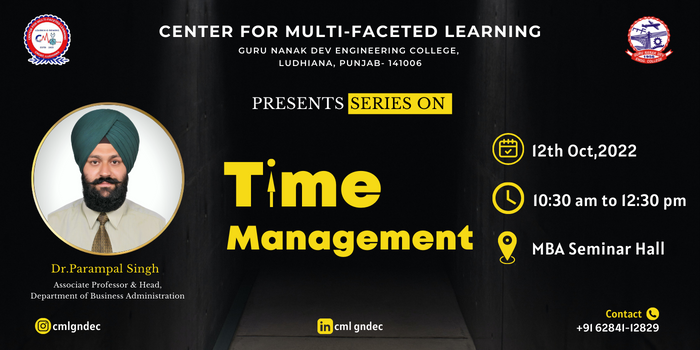 CENTER FOR MULTI-FACETED LEARNING
GURU NANAK DEV ENGINEERING COLLEGE,
LUDHIANA, PUNJAB- 141006
PRESENTS SERIES ON
Time
Management
12th Oct,2022
10:30 am to 12:30 pm
MBA Seminar Hall
Dr.Parampal Singh
Associate Professor & Head,
Department of Business Administration
cmlgndec
cml gndec
Contact
+91 62841-12829